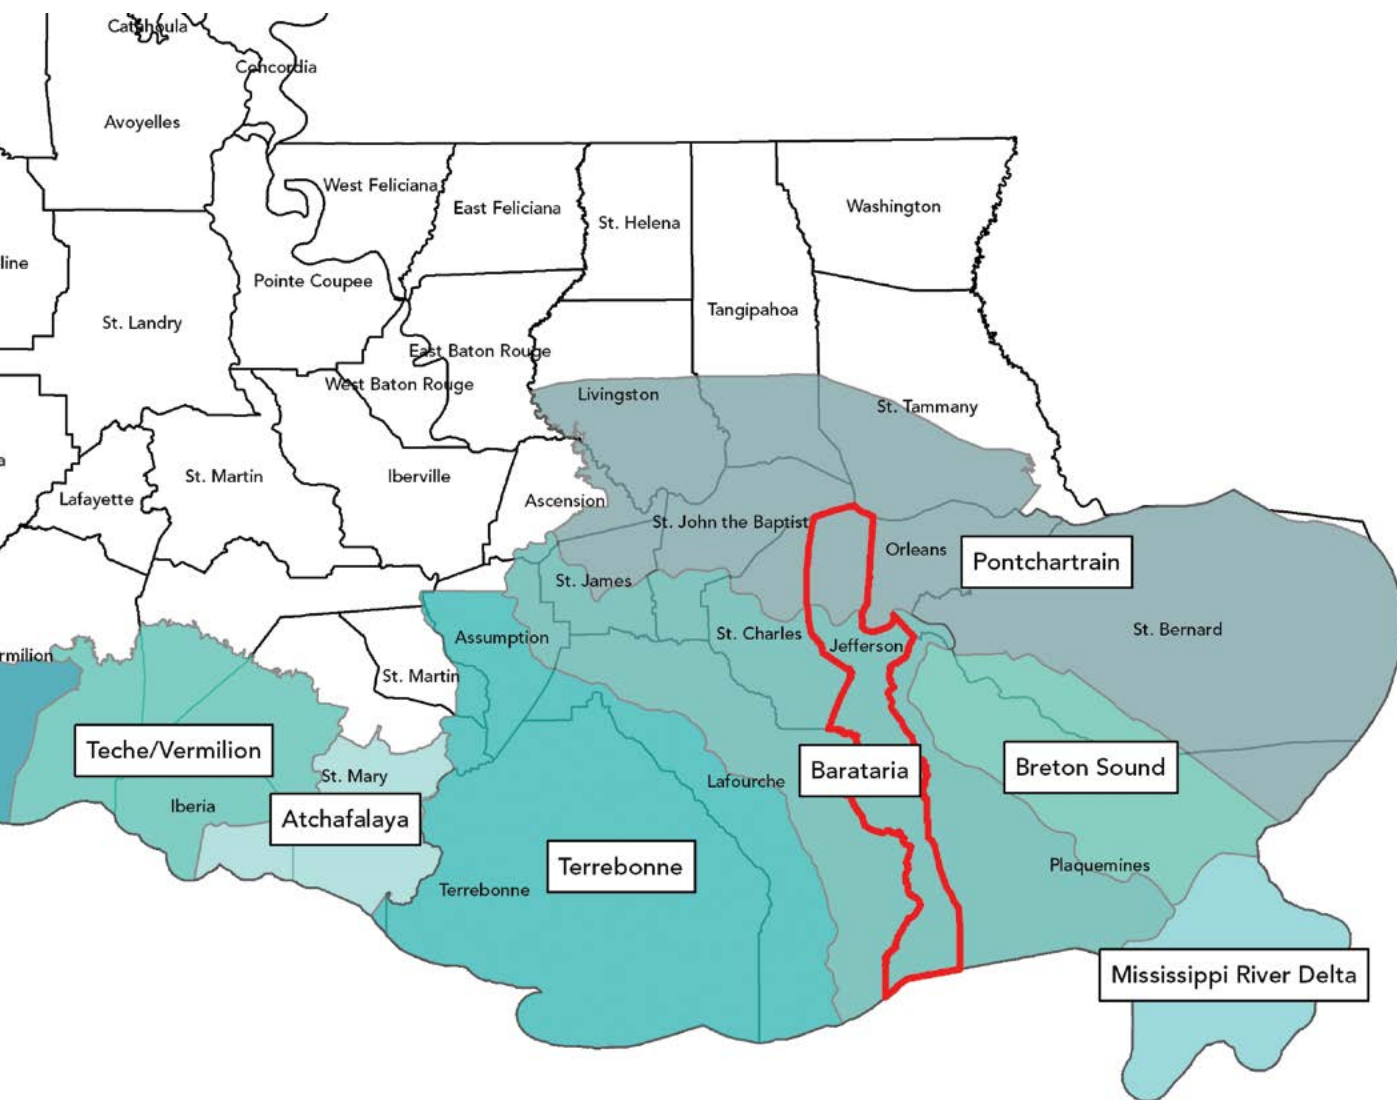 Catahoula
Concordia
Avoyelles
West Feliciana
East Feliciana
St. Helena
Washington
line
Pointe Coupee
St. Landry
Tangipahoa
East Baton Rouge
West Baton Rouge
Livingston
St. Tammany
a
St. Martin
Iberville
Lafayette
Ascension
St. John the Baptist
Orleans
Pontchartrain
St. James
St. Bernard
Assumption
St. Charles
Jefferson
rmilion
St. Martin
Teche/Vermilion
Barataria
Breton Sound
St. Mary
Lafourche
Iberia
Atchafalaya
Terrebonne
Plaquemines
Terrebonne
Mississippi River Delta